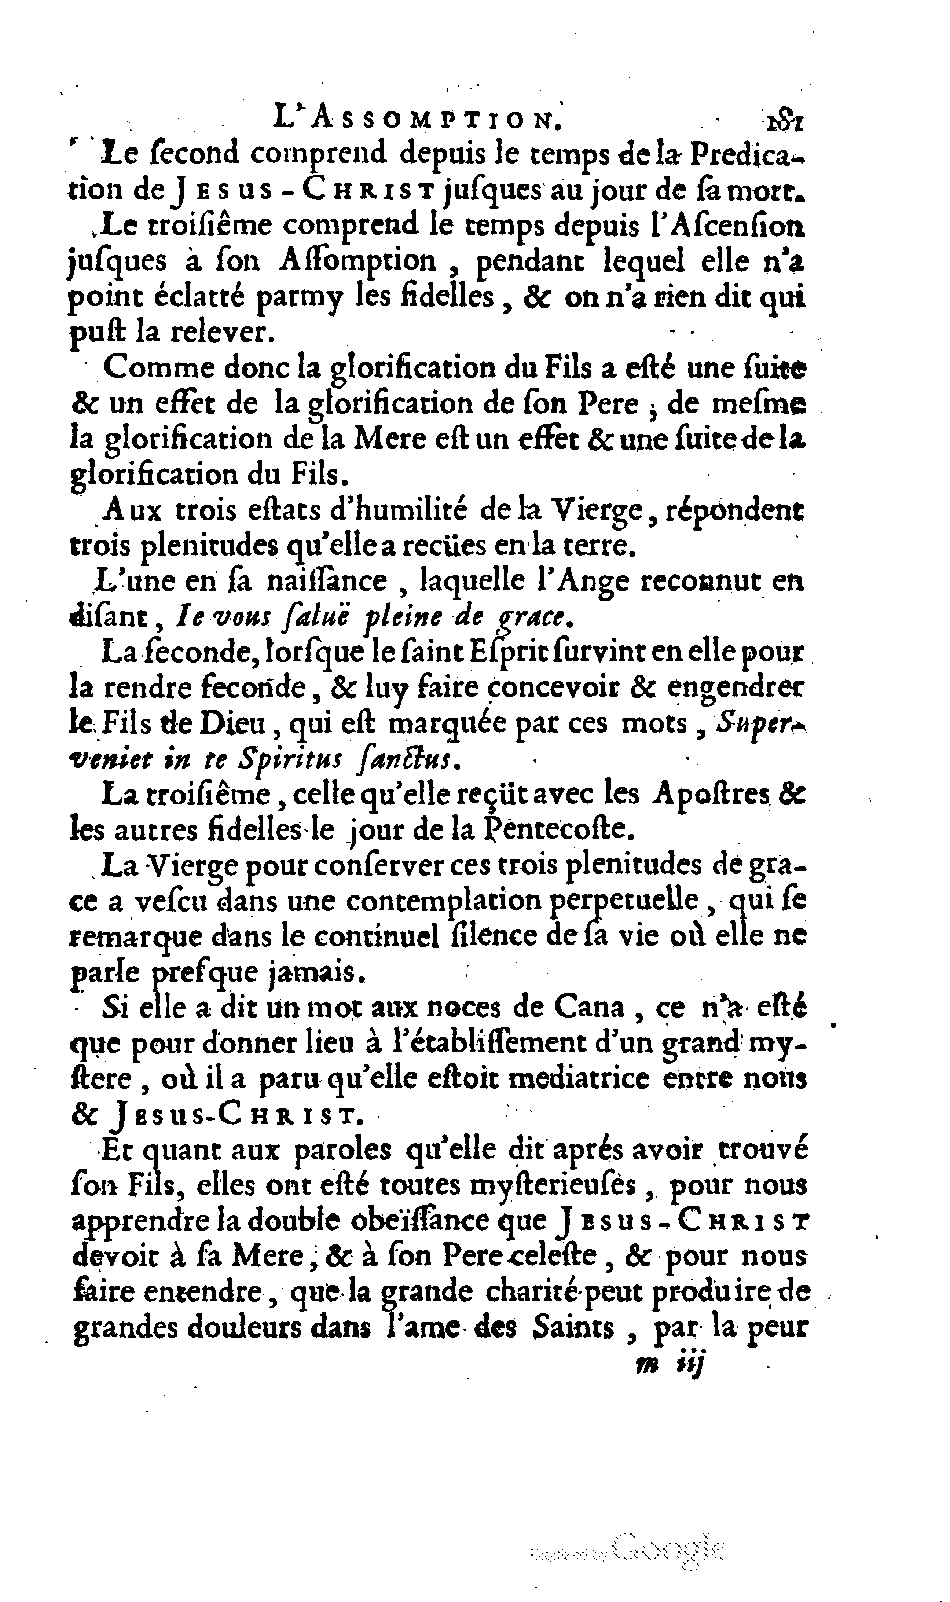 L'ASSOMPTION. 181
Le ſecond comprend depuis le temps de la Predica-
tion de JESUS-CHRIST juſques au jour de ſa mort.
Le troiſiême comprend le temps depuis l'Aſcenſion
juſques à ſon Aſſomption, pendant lequel elle n'a
point éclatté parmy les fidelles, & on n'a rien dit qui
puſt la relever.
Comme donc la glorification du Fils a eſté une ſuite
& un effet de la glorification de ſon Pere; de meſme
la glorification de la Mere eſt un effet & une ſuite de la
glorification du Fils.
Aux trois eſtats d'humilité de la Vierge, répondent
trois plenitudes qu'elle a recües en la terre.
L'une en ſa naiſſance, laquelle l'Ange reconnut en
diſant, Ie vous ſaluë pleine de grace.
La ſeconde, lorſque le ſaint Eſprit ſurvint en elle pour
la rendre feconde, & luy faire concevoir & engendrer
le Fils de Dieu, qui eſt marquée par ces mots, Super-
veniet in te Spiritus ſanctus.
La troiſiême, celle qu'elle reçüt avec les Apoſtres &
les autres fidelles le jour de la Pentecoſte.
La Vierge pour conſerver ces trois plenitudes de gra-
ce a veſcu dans une contemplation perpetuelle, qui ſe
remarque dans le continuel ſilence de ſa vie où elle ne
parle preſque jamais.
Si elle a dit un mot aux noces de Cana, ce n'a eſté
que pour donner lieu à l'établiſſement d'un grand my-
ſtere, où il a paru qu'elle eſtoit mediatrice entre nous
& JESUS-CHRIST.
Et quant aux paroles qu'elle dit aprés avoir trouvé
ſon Fils, elles ont eſté toutes myſterieuſes, pour nous
apprendre la double obeïſſance que JESUS-CHRIST
devoit à ſa Mere, & à ſon Pere celeſte, & pour nous
faire entendre, que la grande charité peut produire de
grandes douleurs dans l'ame des Saints, par la peur
m iij
Google